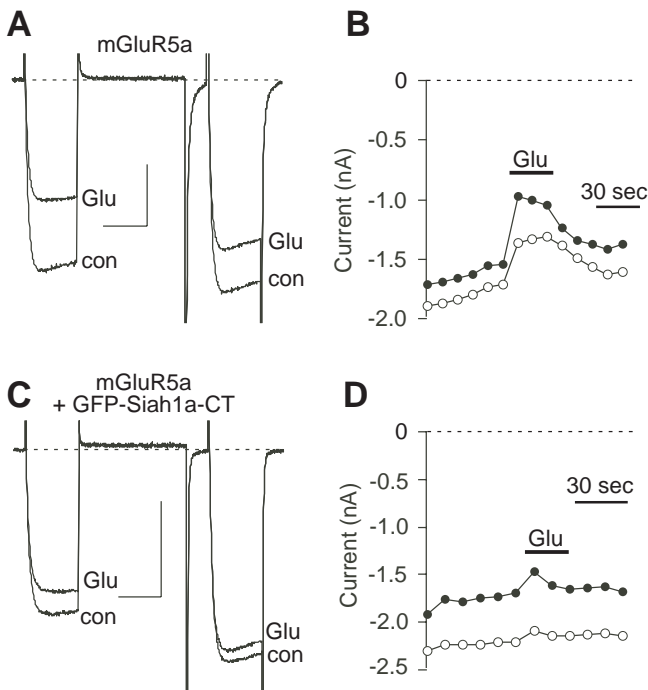 A
mGluR5a
Glu
con
Glu
con
B
0
-0.5
-1.0
-1.5
-2.0
Current (nA)
Glu
30 sec
C
mGluR5a
+ GFP-Siah1a-CT
Glu
con
Glu
con
D
0
-0.5
-1.0
-1.5
-2.0
-2.5
Current (nA)
Glu
30 sec